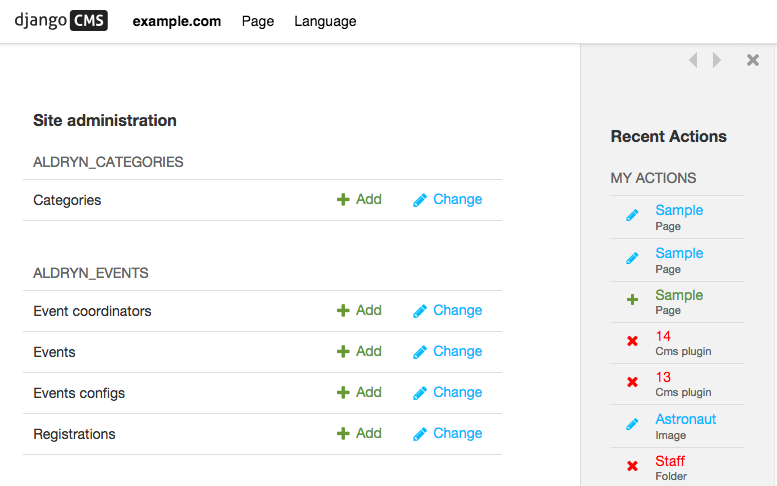 django CMS example.com Page Language
Site administration
ALDRYN_CATEGORIES
Categories Add Change
ALDRYN_EVENTS
Event coordinators Add Change
Events Add Change
Events configs Add Change
Registrations Add Change
Recent Actions
MY ACTIONS
Sample
Page
Sample
Page
Sample
Page
14
Cms plugin
13
Cms plugin
Astronaut
Image
Staff
Folder